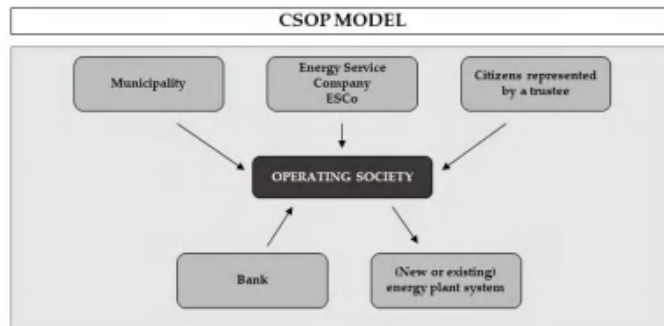 CSOP MODEL
Municipality
Energy Service
Company
ESCo
Citizens represented
by a trustee
OPERATING SOCIETY
Bank
(New or existing)
energy plant system